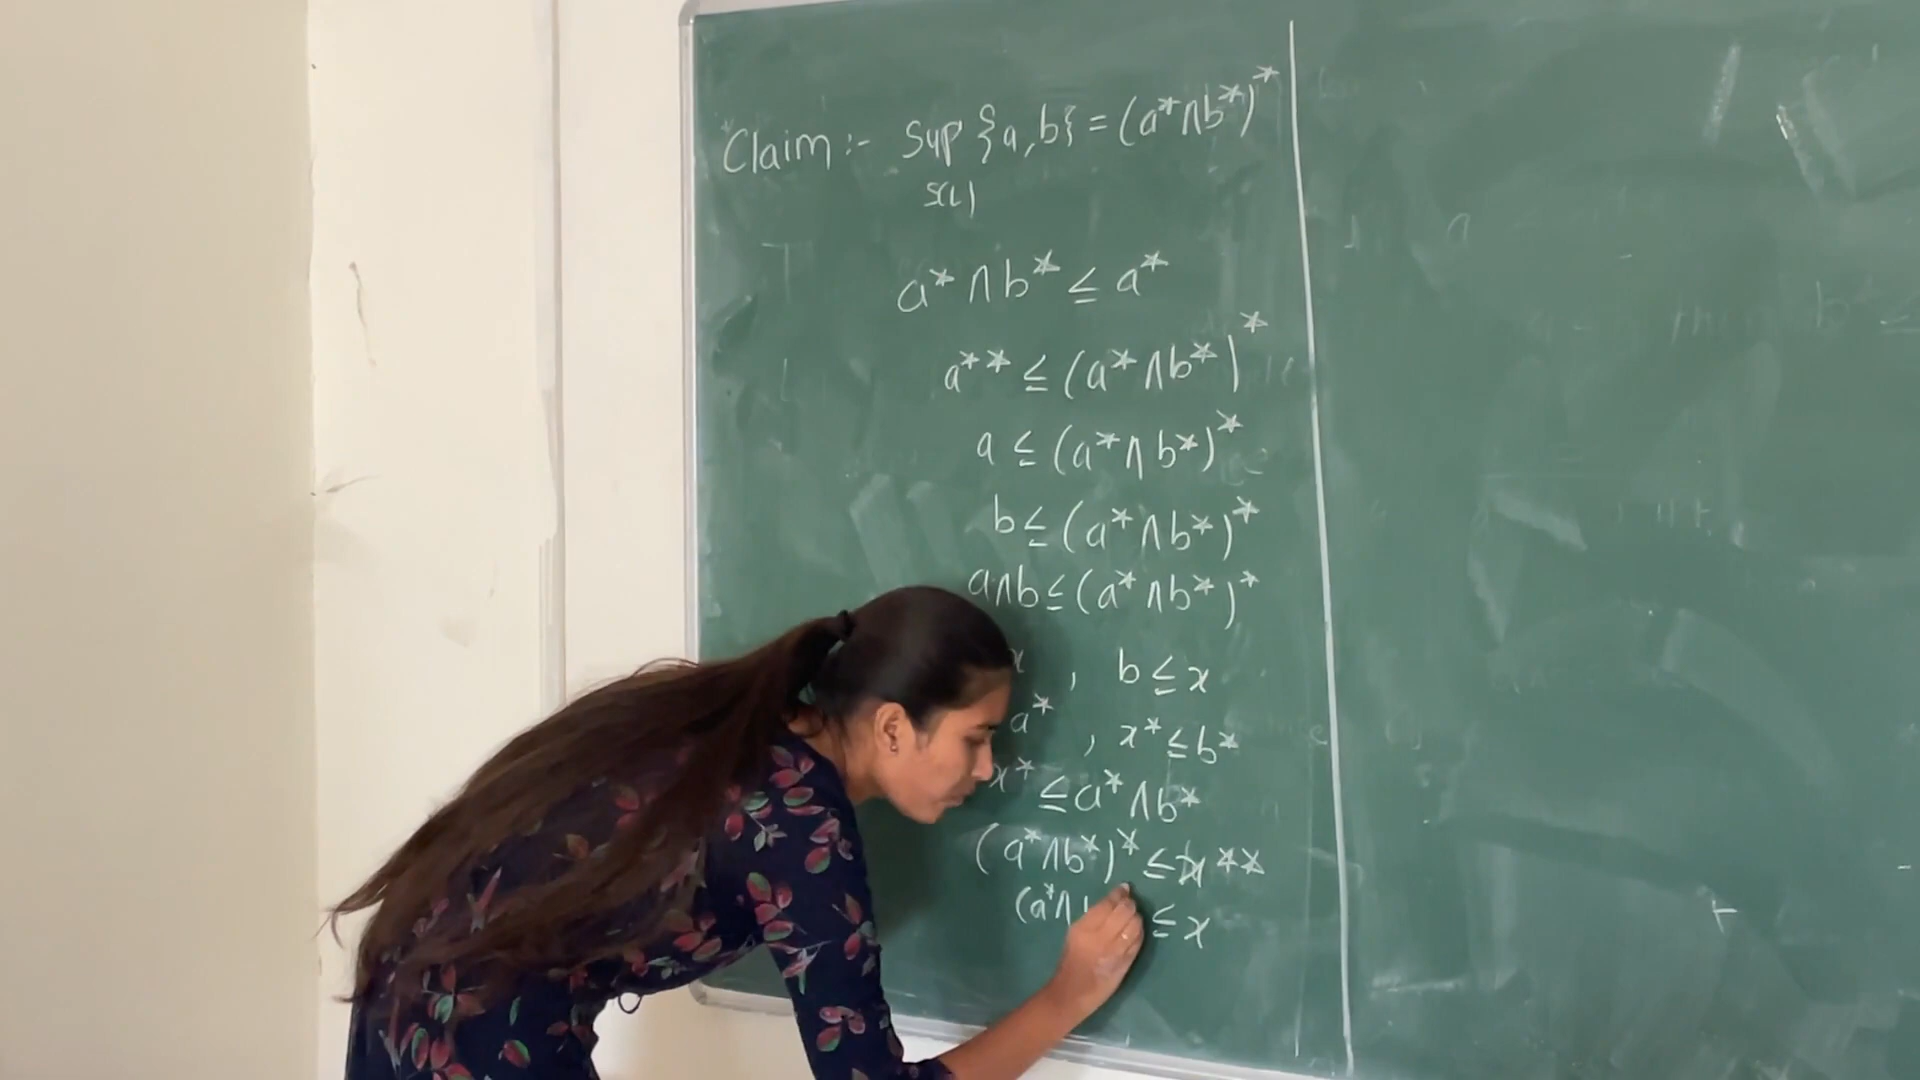 Claim :- Sup {a, b} = (a* ∧ b*)*
S(L)
a* ∧ b* ≤ a*
a** ≤ (a* ∧ b*)*
a ≤ (a* ∧ b*)*
b ≤ (a* ∧ b*)*
a ∧ b ≤ (a* ∧ b*)*
x , b ≤ x
a* , x* ≤ b*
x* ≤ a* ∧ b*
(a* ∧ b*)* ≤ x**
(a* ∧ ≤ x